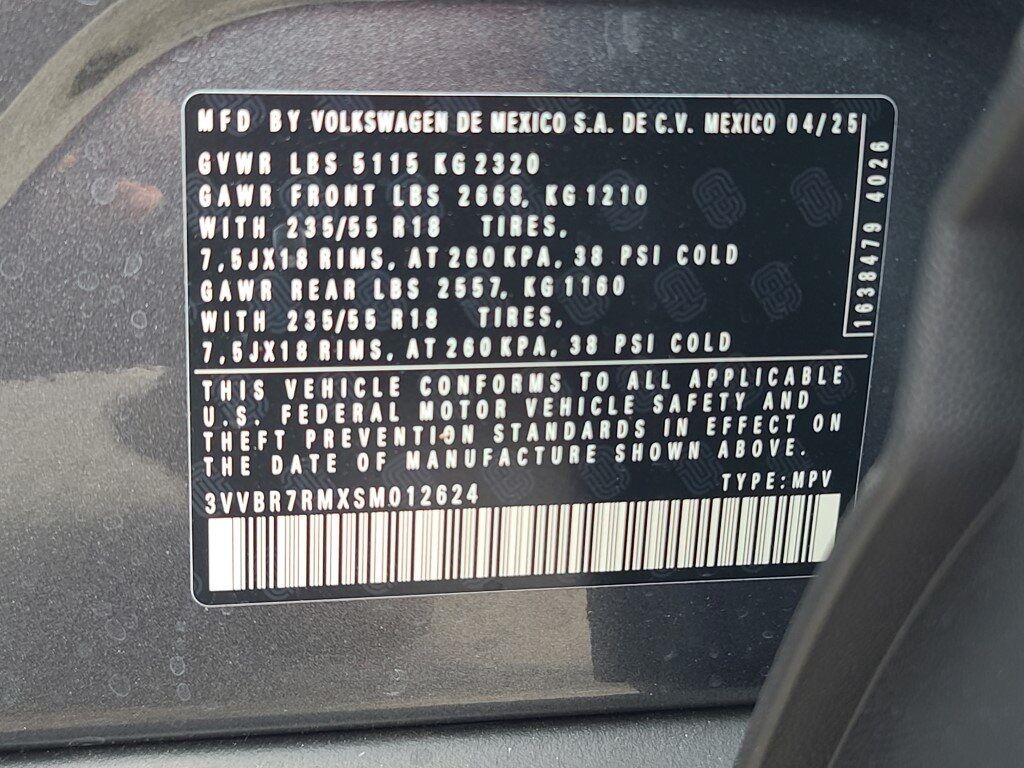 MFD BY VOLKSWAGEN DE MEXICO S.A. DE C.V. MEXICO 04/25
GVWR LBS 5115 KG 2320
GAWR FRONT LBS 2668, KG 1210
WITH 235/55 R18 TIRES,
7,5JX18 RIMS, AT 260 KPA, 38 PSI COLD
GAWR REAR LBS 2557, KG 1160
WITH 235/55 R18 TIRES,
7,5JX18 RIMS, AT 260 KPA, 38 PSI COLD
1638479 4026
THIS VEHICLE CONFORMS TO ALL APPLICABLE
U.S. FEDERAL MOTOR VEHICLE SAFETY AND
THEFT PREVENTION STANDARDS IN EFFECT ON
THE DATE OF MANUFACTURE SHOWN ABOVE.
3VVBR7RMXSM012624 TYPE:MPV